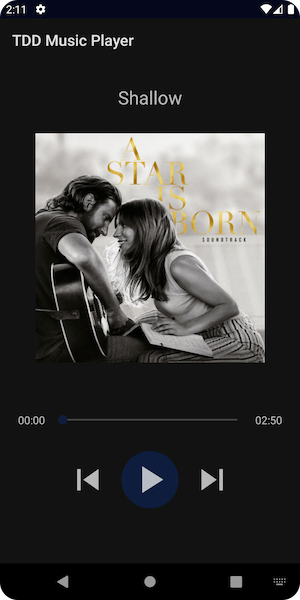 2:11
TDD Music Player
Shallow
A
STAR
IS
BORN
SOUNDTRACK
00:00
02:50